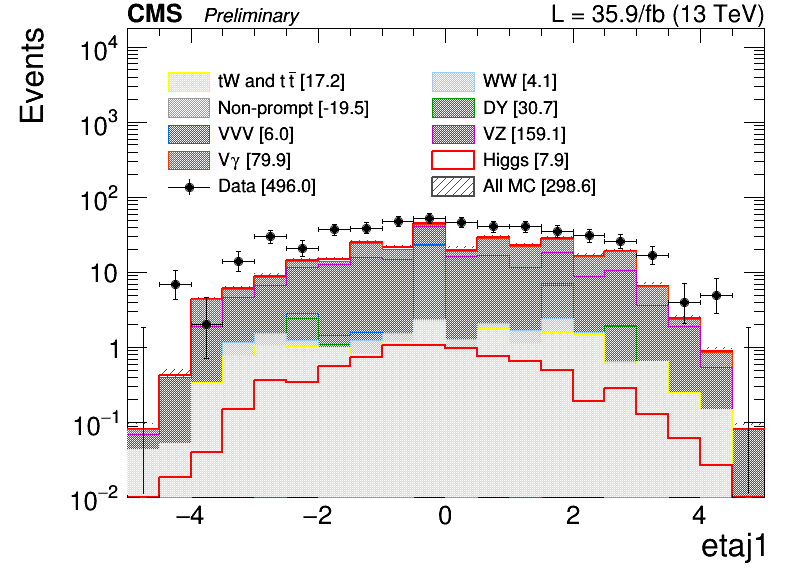 CMS Preliminary L = 35.9/fb (13 TeV)
Events
10⁴
10³
10²
10
1
10⁻¹
10⁻²
tW and t t̄ [17.2] WW [4.1]
Non-prompt [-19.5] DY [30.7]
VVV [6.0] VZ [159.1]
Vγ [79.9] Higgs [7.9]
Data [496.0] All MC [298.6]
−4 −2 0 2 4
etaj1